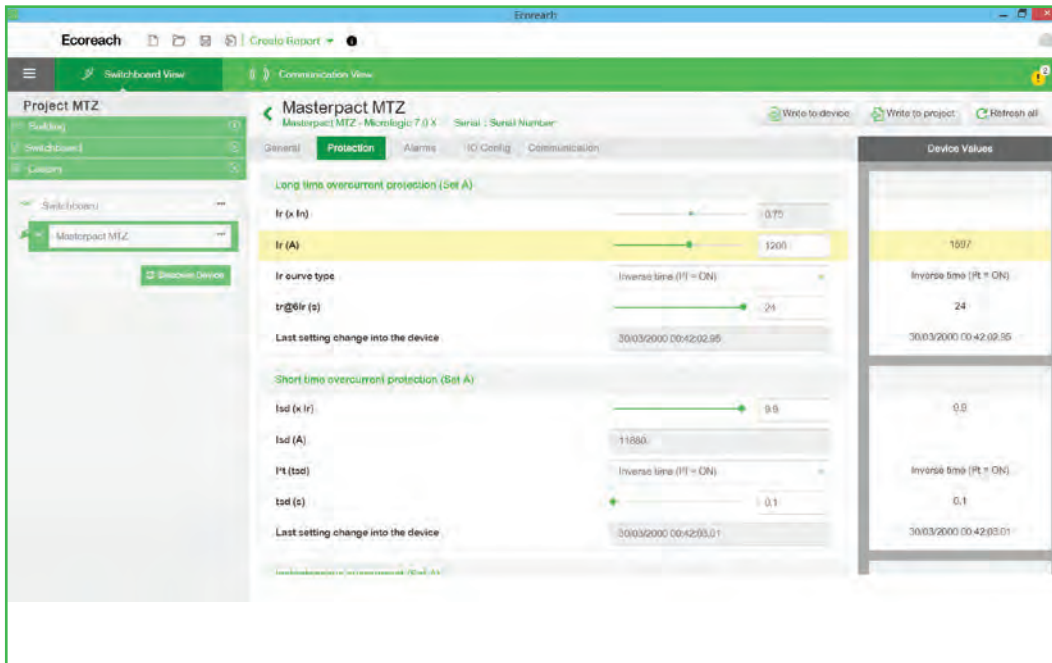 Ecoreach
Ecoreach Create Report
Switchboard View Communication View 2
Project MTZ
Building
Switchboard
Switchboard
Masterpact MTZ
Discover Device
Masterpact MTZ
Masterpact MTZ - Micrologic 7.0 X Serial : Serial Number
Write to device Write to project Refresh all
General Protection Alarms IO Config Communication
Device Values
Long time overcurrent protection (Set A)
Ir (x In) 0.75
Ir (A) 1200 1597
Ir curve type Inverse time (I²t = ON) Inverse time (I²t = ON)
tr@6Ir (s) 24 24
Last setting change into the device 30/03/2000 00:42:02.95 30/03/2000 00:42:02.95
Short time overcurrent protection (Set A)
Isd (x Ir) 9.9 9.9
Isd (A) 11880
I²t (tsd) Inverse time (I²t = ON) Inverse time (I²t = ON)
tsd (s) 0.1 0.1
Last setting change into the device 30/03/2000 00:42:03.01 30/03/2000 00:42:03.01